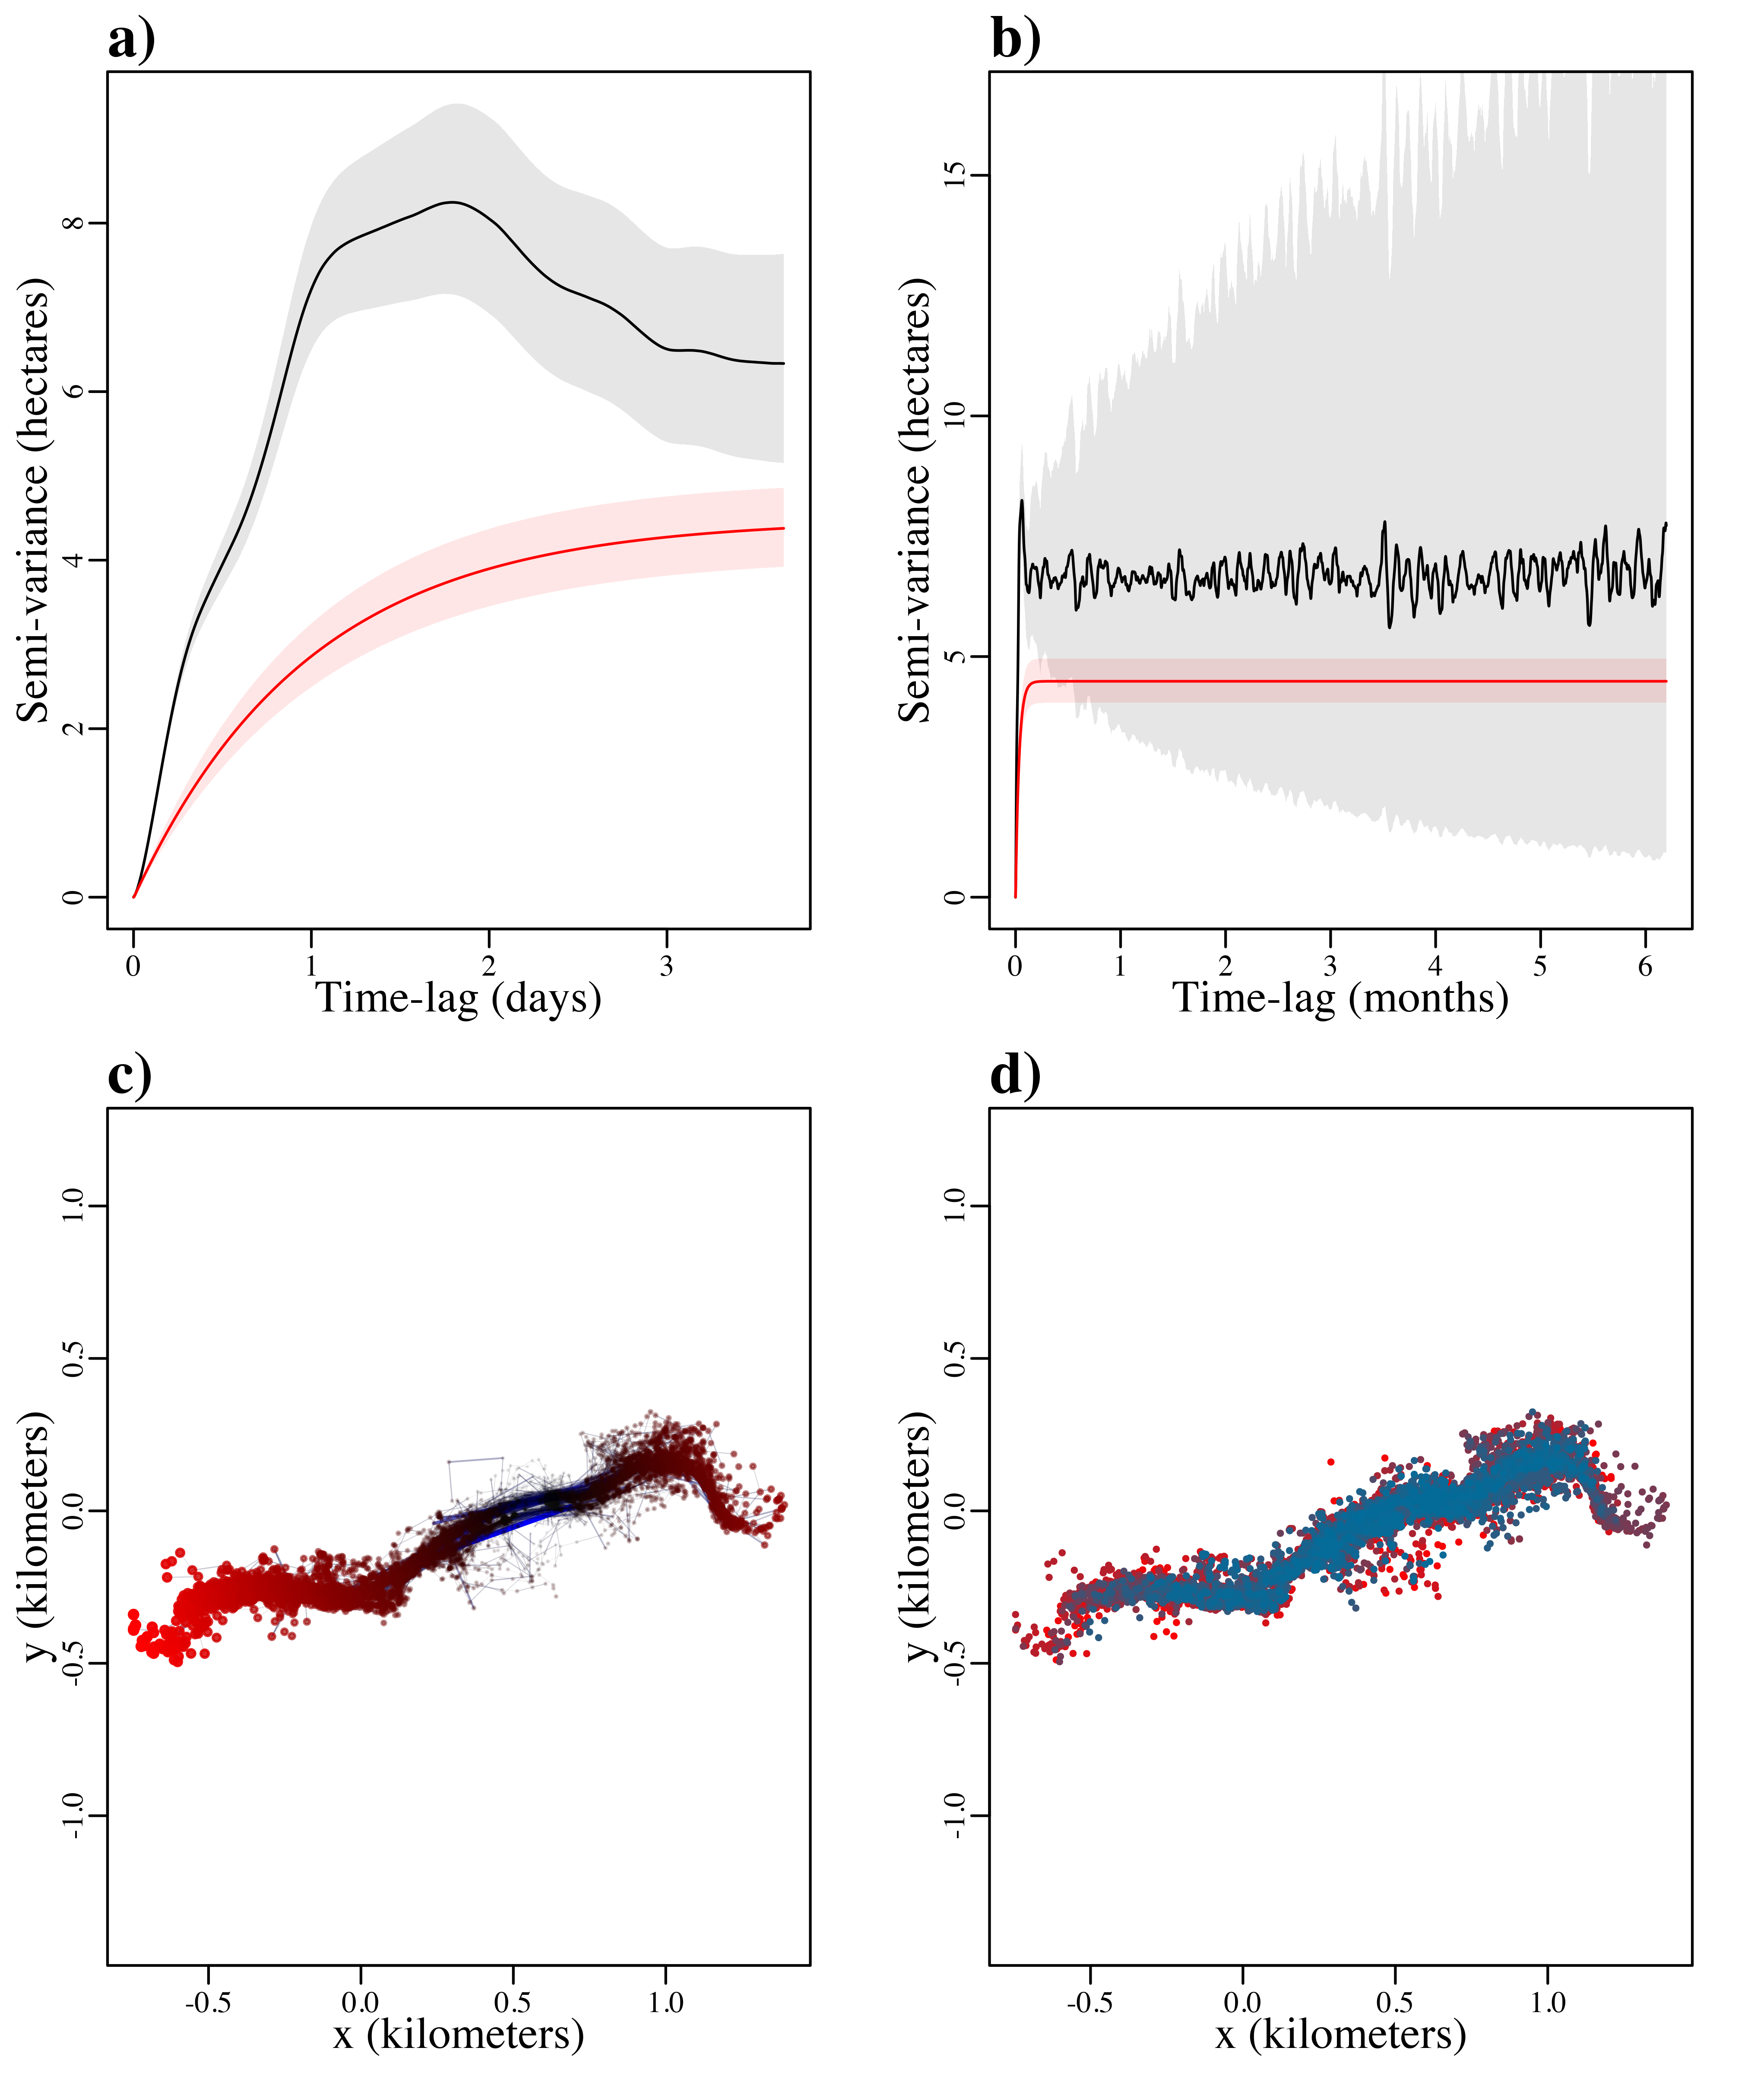 a)
Semi-variance (hectares)
0 2 4 6 8
0 1 2 3
Time-lag (days)
b)
Semi-variance (hectares)
0 5 10 15
0 1 2 3 4 5 6
Time-lag (months)
c)
y (kilometers)
-1.0 -0.5 0.0 0.5 1.0
-0.5 0.0 0.5 1.0
x (kilometers)
d)
y (kilometers)
-1.0 -0.5 0.0 0.5 1.0
-0.5 0.0 0.5 1.0
x (kilometers)